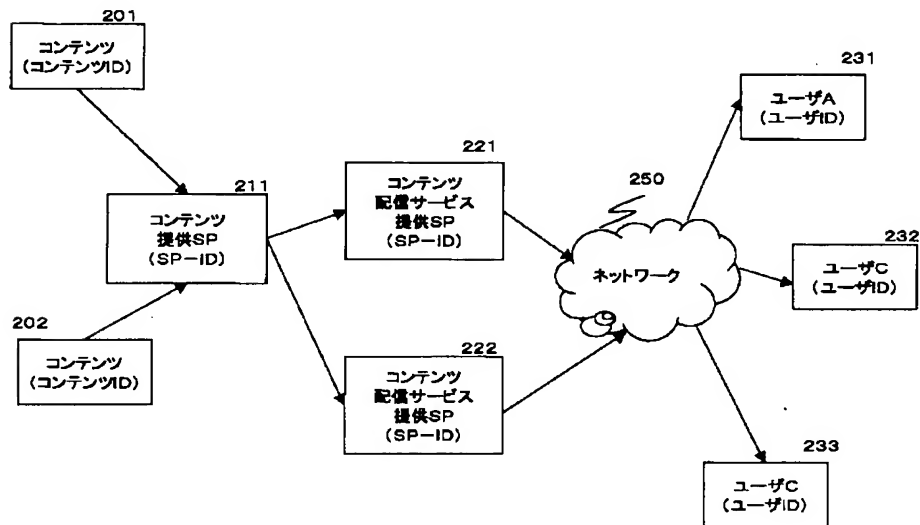 201
コンテンツ
(コンテンツID)
202
コンテンツ
(コンテンツID)
211
コンテンツ
提供SP
(SP-ID)
221
コンテンツ
配信サービス
提供SP
(SP-ID)
222
コンテンツ
配信サービス
提供SP
(SP-ID)
250
ネットワーク
231
ユーザA
(ユーザID)
232
ユーザC
(ユーザID)
233
ユーザC
(ユーザID)